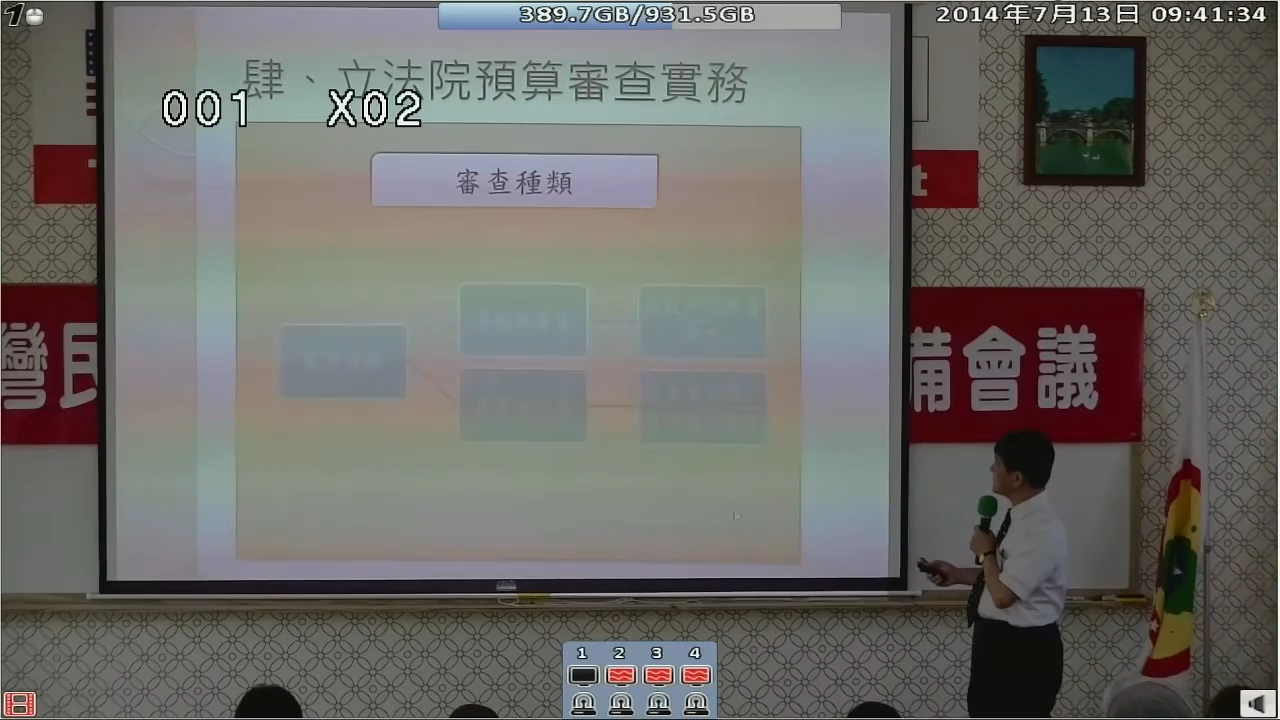 1
389.7GB/931.5GB
2014年7月13日 09:41:34
肆、立法院預算審查實務
001 X02
審查種類
t
灣民
備會議
1 2 3 4